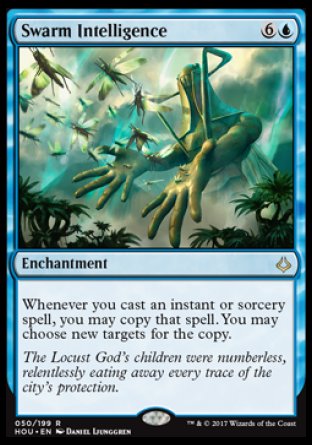 Swarm Intelligence 6
Enchantment
Whenever you cast an instant or sorcery
spell, you may copy that spell. You may
choose new targets for the copy.
The Locust God's children were numberless,
relentlessly eating away every trace of the
city's protection.
050/199 R
HOU • EN Daniel Ljunggren
™ & © 2017 Wizards of the Coast